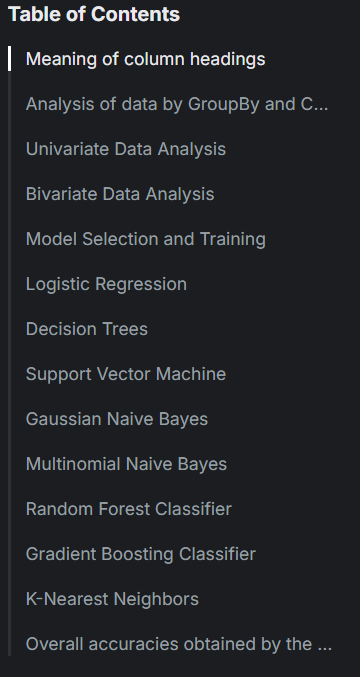 Table of Contents
Meaning of column headings
Analysis of data by GroupBy and C...
Univariate Data Analysis
Bivariate Data Analysis
Model Selection and Training
Logistic Regression
Decision Trees
Support Vector Machine
Gaussian Naive Bayes
Multinomial Naive Bayes
Random Forest Classifier
Gradient Boosting Classifier
K-Nearest Neighbors
Overall accuracies obtained by the ...